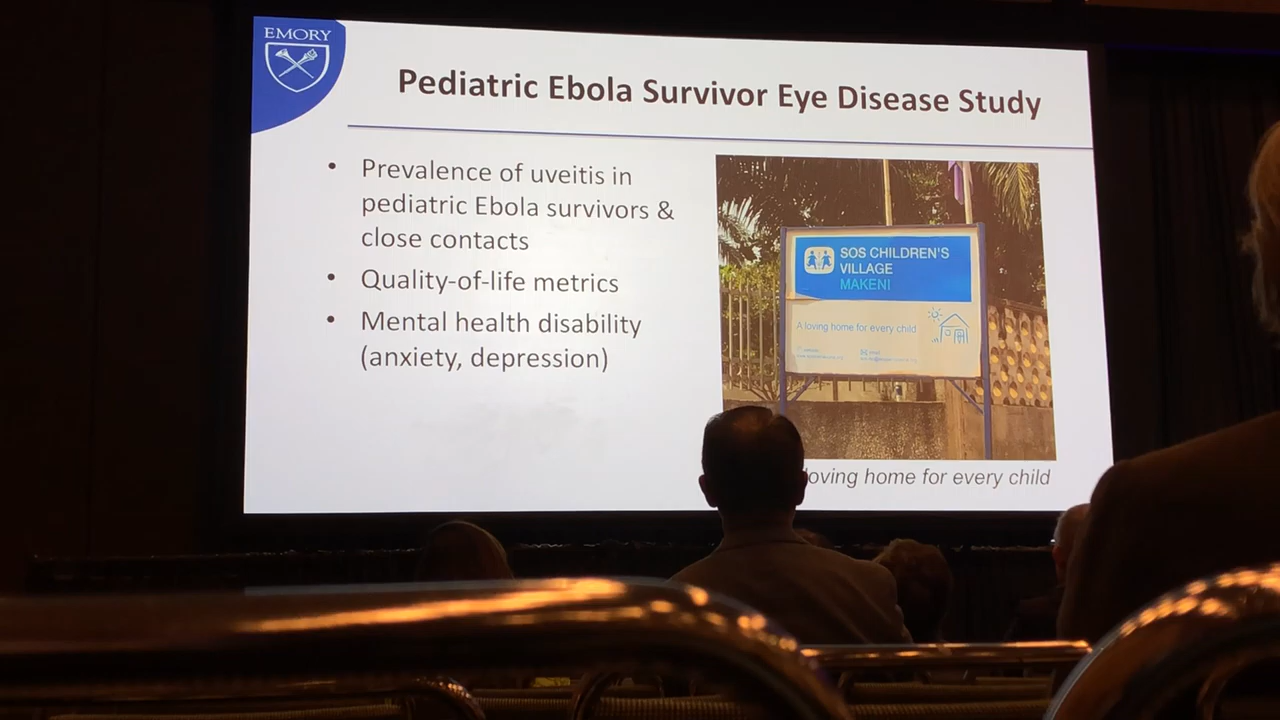 EMORY
Pediatric Ebola Survivor Eye Disease Study
• Prevalence of uveitis in
pediatric Ebola survivors &
close contacts
• Quality-of-life metrics
• Mental health disability
(anxiety, depression)
SOS CHILDREN'S
VILLAGE
MAKENI
A loving home for every child
loving home for every child